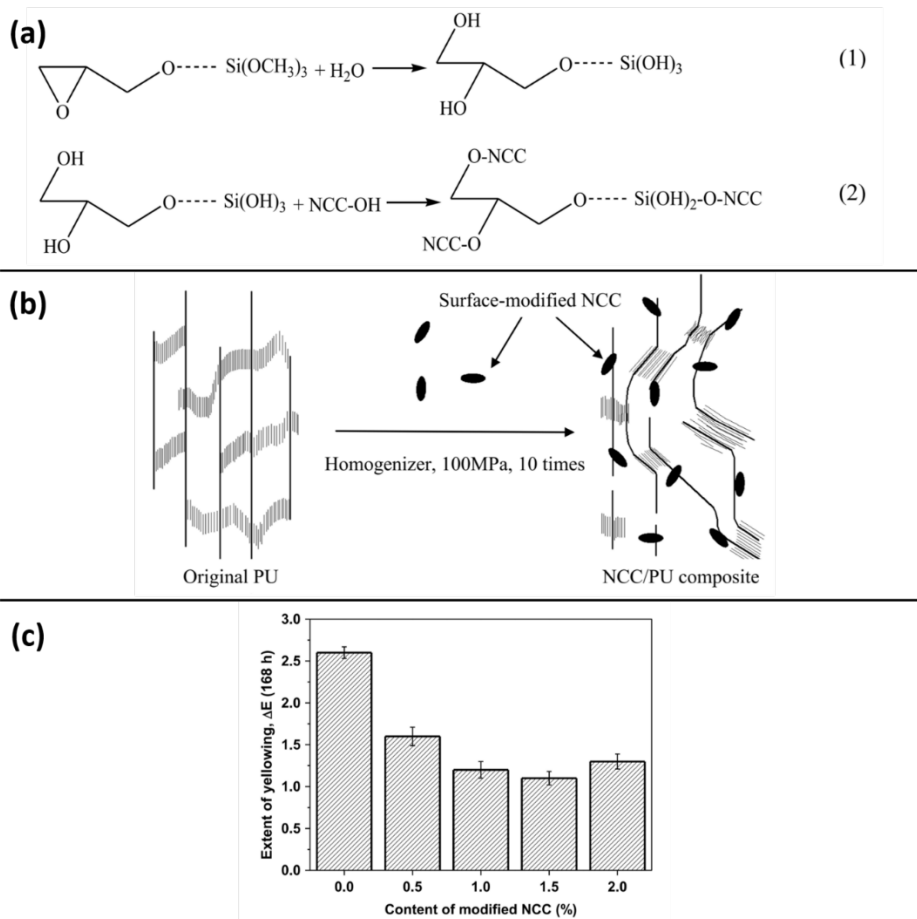 (a)
O
Si(OCH₃)₃ + H₂O
O
OH
HO
O
Si(OH)₃
(1)
OH
HO
O
Si(OH)₃ + NCC-OH
O-NCC
NCC-O
O
Si(OH)₂-O-NCC
(2)
(b)
Surface-modified NCC
Homogenizer, 100MPa, 10 times
Original PU
NCC/PU composite
(c)
Extent of yellowing, ΔE (168 h)
3.0
2.5
2.0
1.5
1.0
0.5
0.0
0.0 0.5 1.0 1.5 2.0
Content of modified NCC (%)